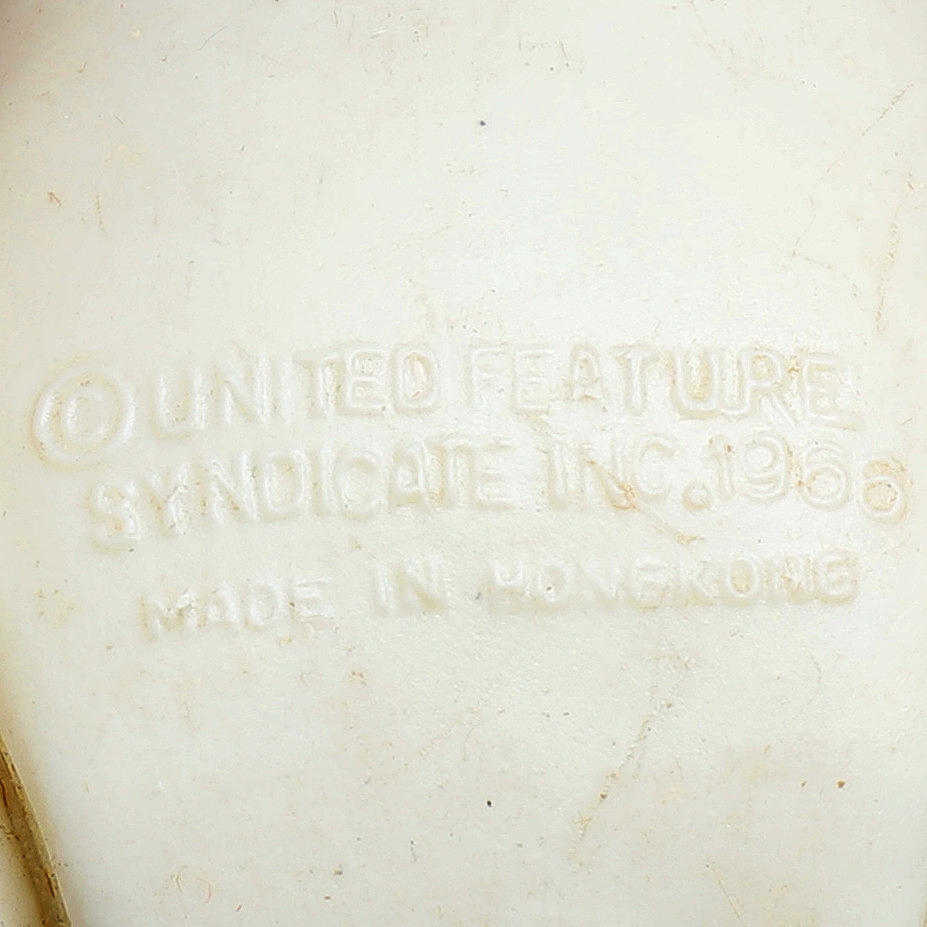 © UNITED FEATURE
SYNDICATE INC. 1966
MADE IN HONGKONG